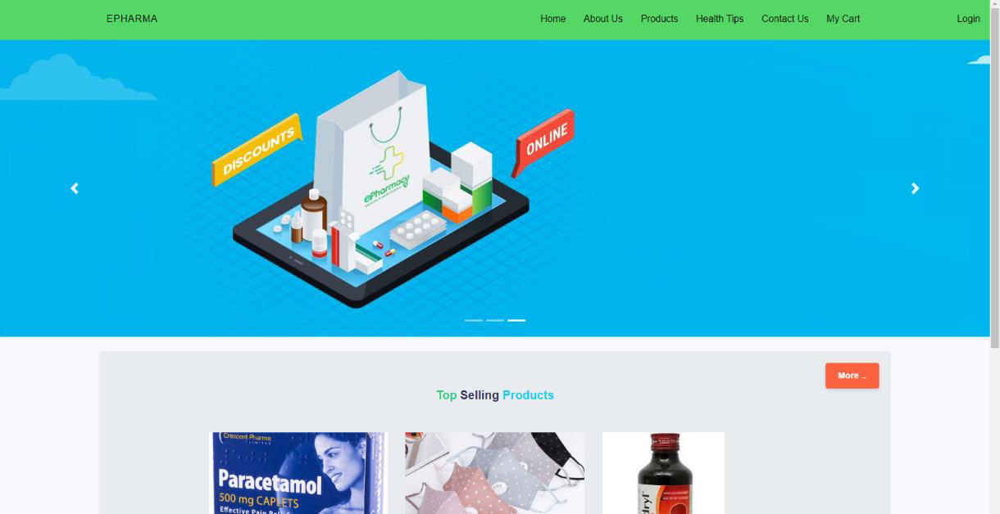 EPHARMA
Home About Us Products Health Tips Contact Us My Cart Login
DISCOUNTS
ONLINE
ePharmacy
More ..
Top Selling Products
Crescent Pharma
LIMITED
Paracetamol
500 mg CAPLETS
Effective Pain
dryl